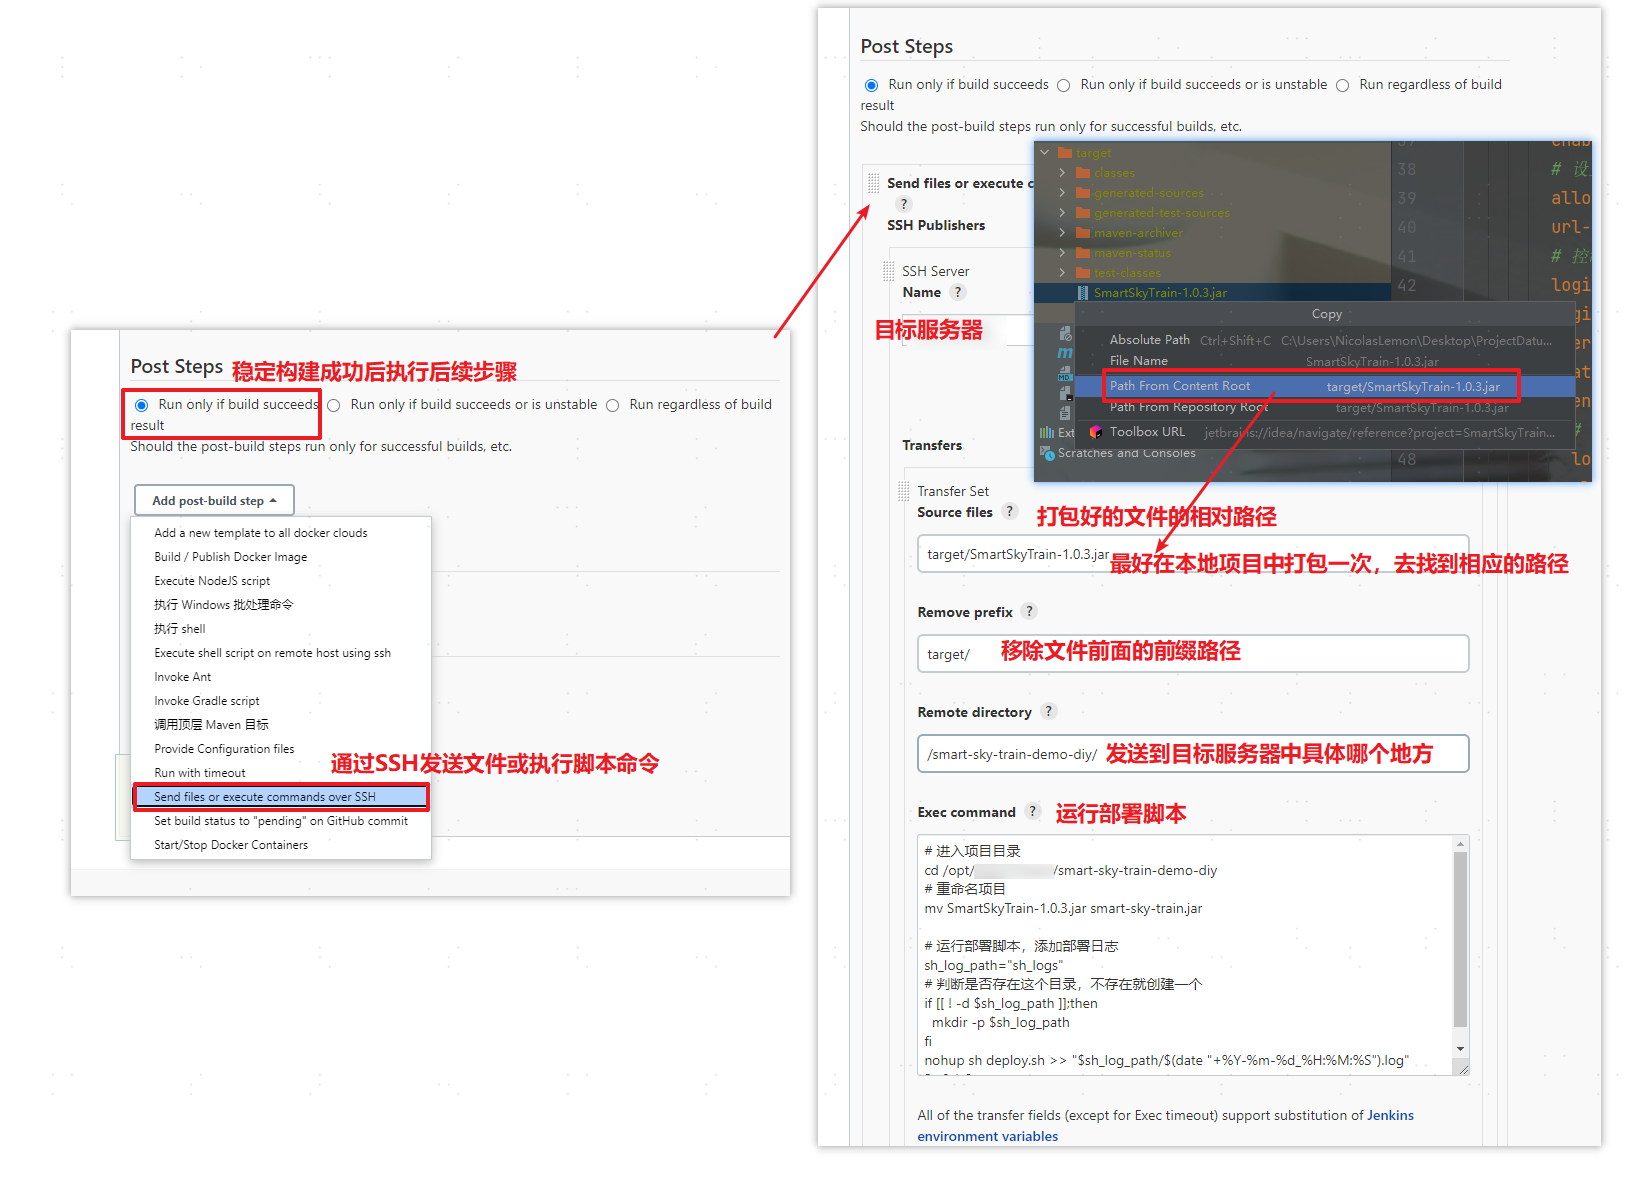 Post Steps
稳定构建成功后执行后续步骤
Run only if build succeeds
Run only if build succeeds or is unstable
Run regardless of build
result
Should the post-build steps run only for successful builds, etc.
Add post-build step
Add a new template to all docker clouds
Build / Publish Docker Image
Execute NodeJS script
执行 Windows 批处理命令
执行 shell
Execute shell script on remote host using ssh
Invoke Ant
Invoke Gradle script
调用顶层 Maven 目标
Provide Configuration files
Run with timeout
通过SSH发送文件或执行脚本命令
Send files or execute commands over SSH
Set build status to "pending" on GitHub commit
Start/Stop Docker Containers
Post Steps
Run only if build succeeds
Run only if build succeeds or is unstable
Run regardless of build
result
Should the post-build steps run only for successful builds, etc.
Send files or execute c
?
SSH Publishers
SSH Server
Name ?
目标服务器
target
classes
generated-sources
generated-test-sources
maven-archiver
maven-status
test-classes
SmartSkyTrain-1.0.3.jar
38
39
40
41
42
48
enab
allo
url-
logi
Copy
Absolute Path Ctrl+Shift+C C:\Users\NicolasLemon\Desktop\ProjectDatu...
File Name SmartSkyTrain-1.0.3.jar
Path From Content Root target/SmartSkyTrain-1.0.3.jar
Path From Repository Root target/SmartSkyTrain-1.0.3.jar
Toolbox URL jetbrains://idea/navigate/reference?project=SmartSkyTrain...
Ext
Scratches and Consoles
lo
Transfers
Transfer Set
Source files ?
打包好的文件的相对路径
target/SmartSkyTrain-1.0.3.jar
最好在本地项目中打包一次，去找到相应的路径
Remove prefix ?
target/
移除文件前面的前缀路径
Remote directory ?
/smart-sky-train-demo-diy/
发送到目标服务器中具体哪个地方
Exec command ?
运行部署脚本
# 进入项目目录
cd /opt/ /smart-sky-train-demo-diy
# 重命名项目
mv SmartSkyTrain-1.0.3.jar smart-sky-train.jar
# 运行部署脚本，添加部署日志
sh_log_path="sh_logs"
# 判断是否存在这个目录，不存在就创建一个
if [[ ! -d $sh_log_path ]];then
mkdir -p $sh_log_path
fi
nohup sh deploy.sh >> "$sh_log_path/$(date "+%Y-%m-%d_%H:%M:%S").log"
All of the transfer fields (except for Exec timeout) support substitution of Jenkins
environment variables